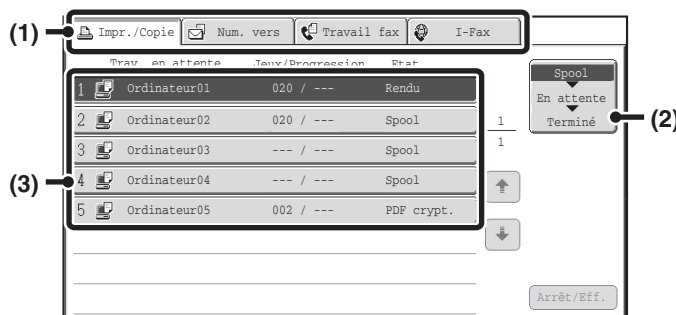 (1) Impr./Copie Num. vers Travail fax I-Fax
Trav. en attente Jeux/Progression Etat
1 Ordinateur01 020 / --- Rendu
2 Ordinateur02 020 / --- Spool
3 Ordinateur03 --- / --- Spool
(3) 4 Ordinateur04 --- / --- Spool
5 Ordinateur05 002 / --- PDF crypt.
1
1
Spool
En attente
Terminé (2)
Arrêt/Eff.